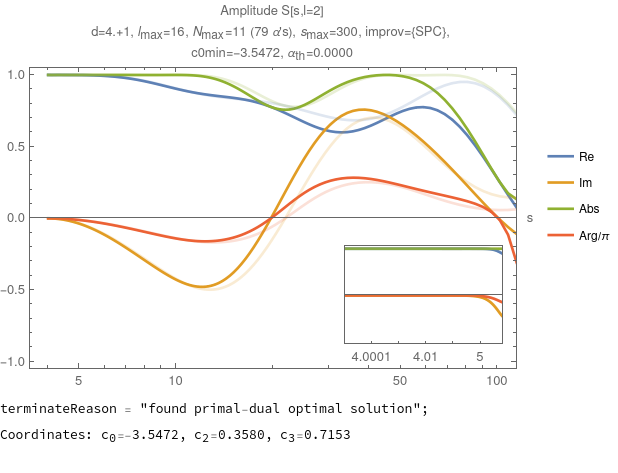 Amplitude S[s,l=2]
d=4.+1, lmax=16, Nmax=11 (79 α's), smax=300, improv={SPC},
c0min=−3.5472, αth=0.0000
1.0
0.5
0.0
−0.5
−1.0
5
10
50
100
s
4.0001
4.01
5
Re
Im
Abs
Arg/π
terminateReason = "found primal-dual optimal solution";
Coordinates: c0=-3.5472, c2=0.3580, c3=0.7153